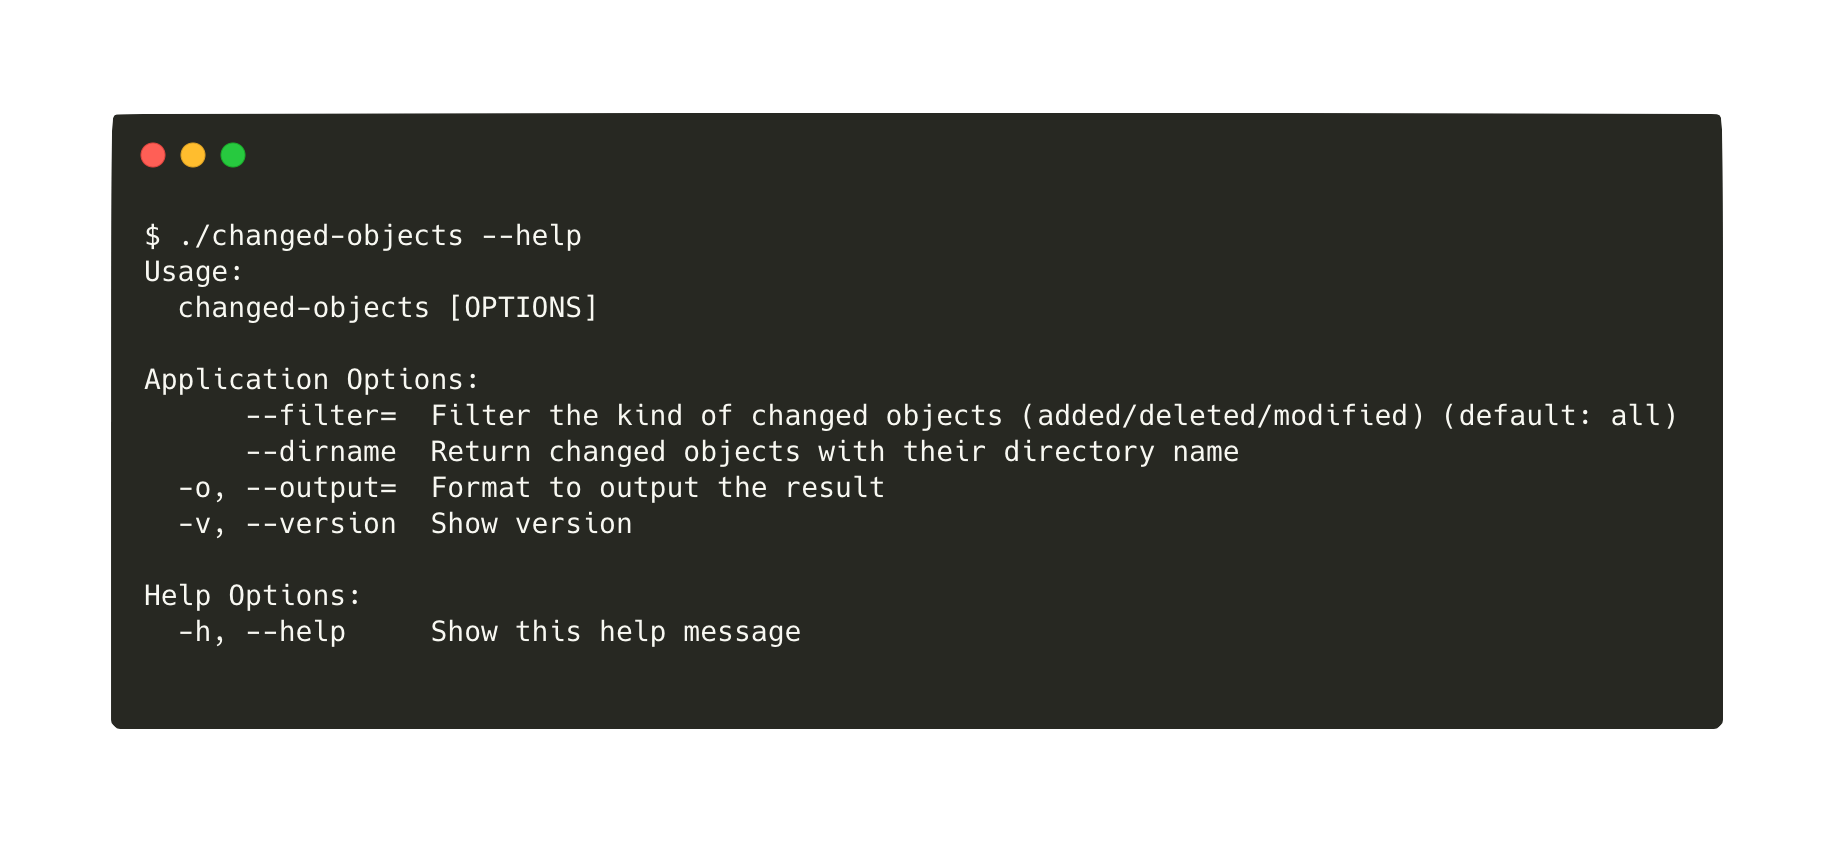 $ ./changed-objects --help
Usage:
  changed-objects [OPTIONS]

Application Options:
      --filter=  Filter the kind of changed objects (added/deleted/modified) (default: all)
      --dirname  Return changed objects with their directory name
  -o, --output=  Format to output the result
  -v, --version  Show version

Help Options:
  -h, --help     Show this help message